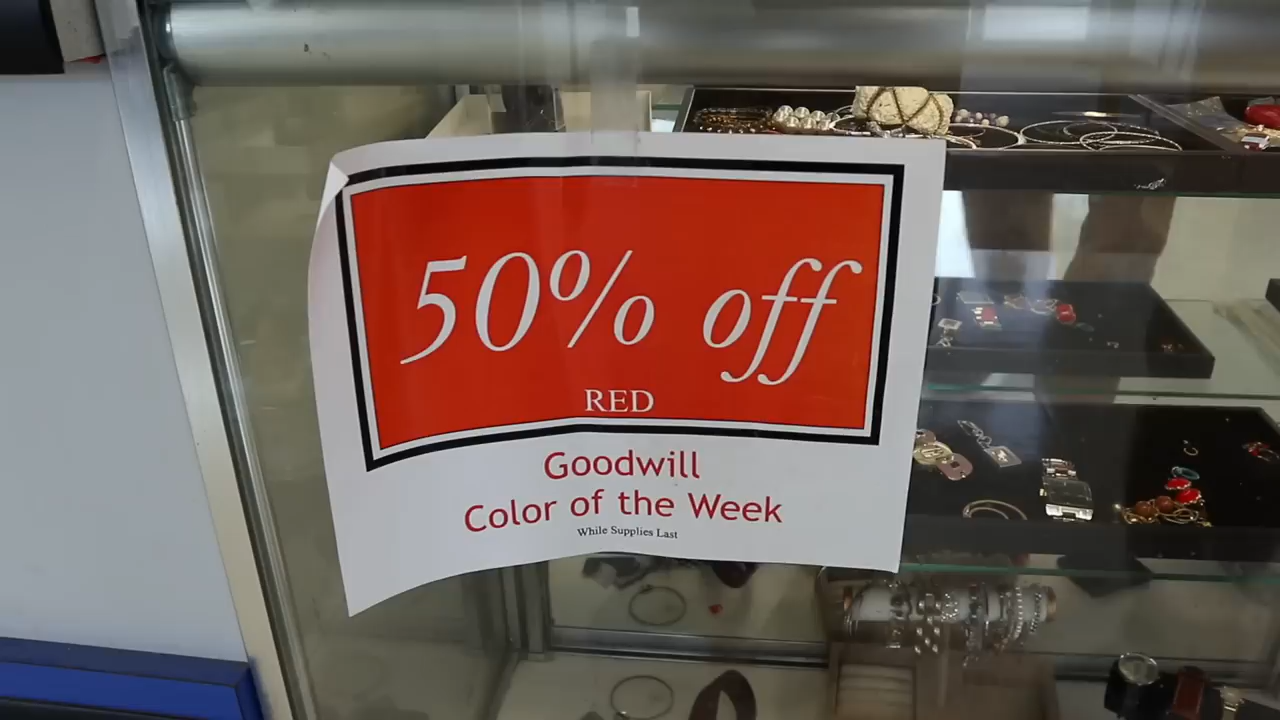 50% off
RED
Goodwill
Color of the Week
While Supplies Last